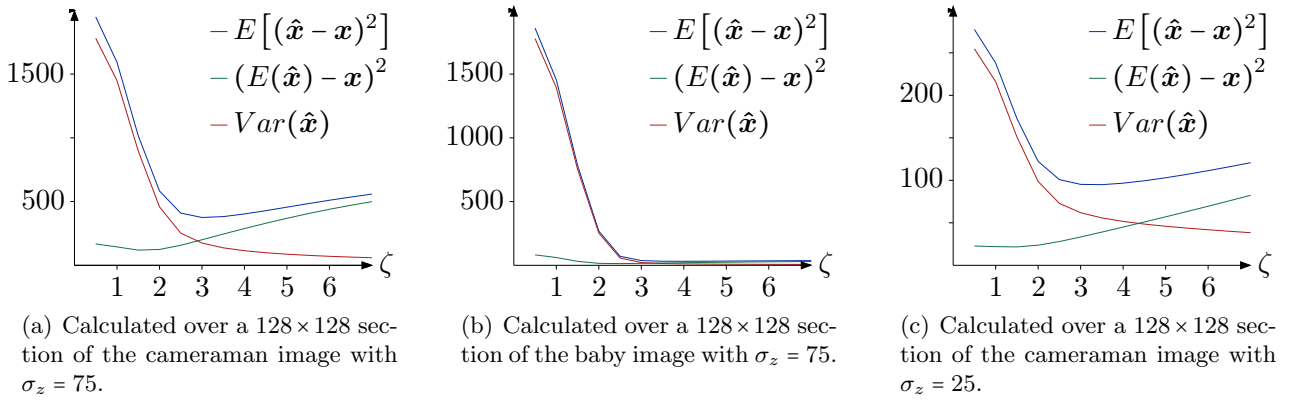 E[(x̂ – x)²]
(E(x̂) – x)²
Var(x̂)
1500
500
1 2 3 4 5 6 ζ
(a) Calculated over a 128 × 128 sec-
tion of the cameraman image with
σz = 75.
E[(x̂ – x)²]
(E(x̂) – x)²
Var(x̂)
1500
1000
500
1 2 3 4 5 6 ζ
(b) Calculated over a 128 × 128
section of the baby image with σz = 75.
E[(x̂ – x)²]
(E(x̂) – x)²
Var(x̂)
200
100
1 2 3 4 5 6 ζ
(c) Calculated over a 128 × 128 sec-
tion of the cameraman image with
σz = 25.